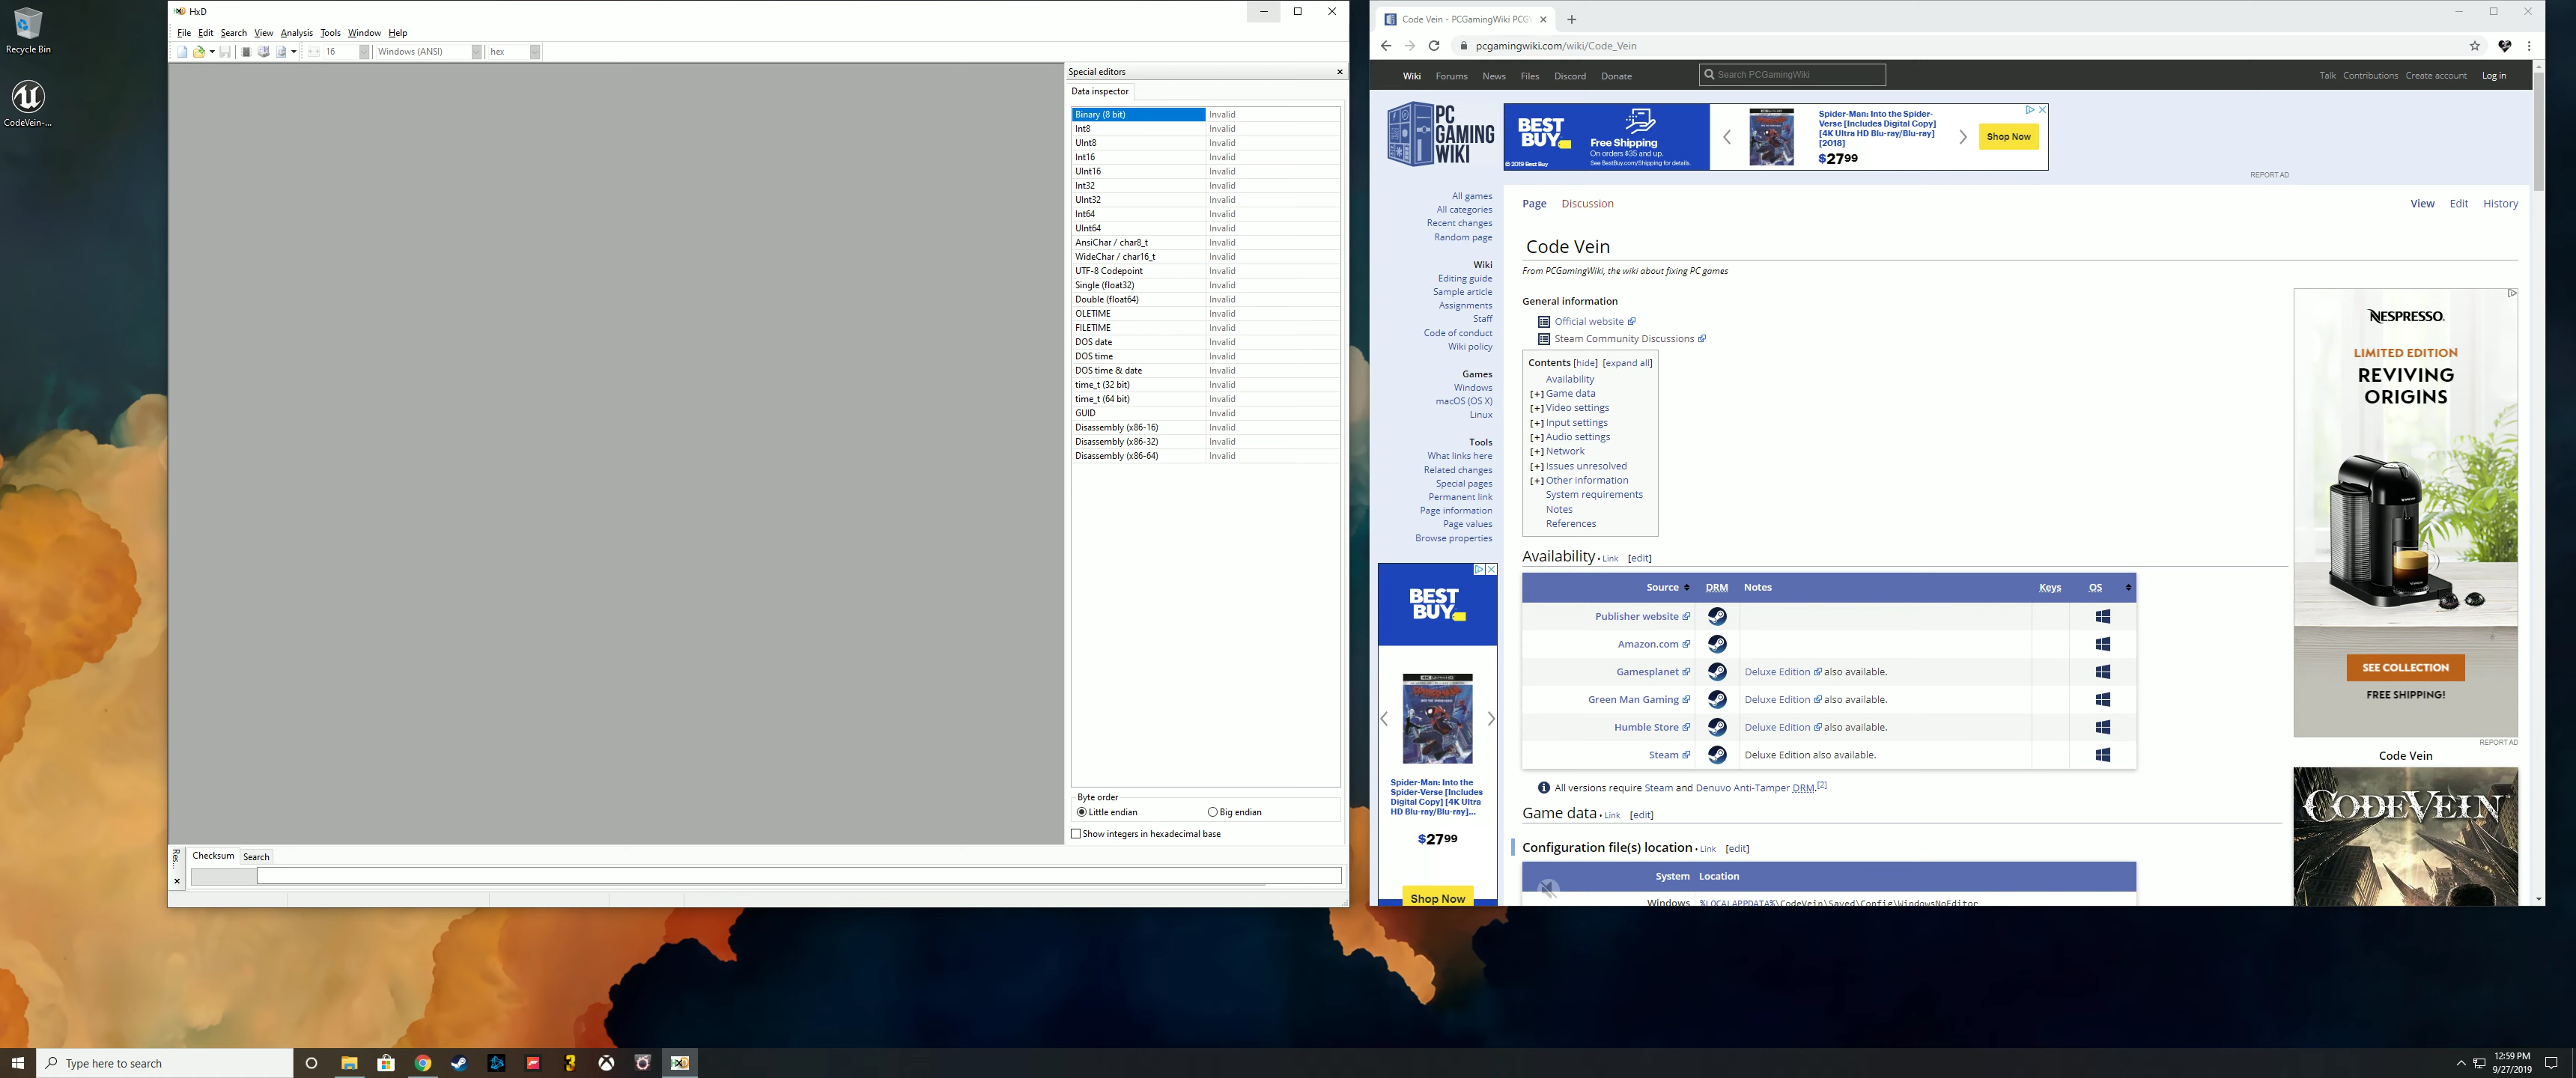 Recycle Bin
CodeVein-...
HxD
File Edit Search View Analysis Tools Window Help
16 Windows (ANSI) hex
Special editors
Data inspector
Binary (8 bit) Invalid
Int8 Invalid
UInt8 Invalid
Int16 Invalid
UInt16 Invalid
Int32 Invalid
UInt32 Invalid
Int64 Invalid
UInt64 Invalid
AnsiChar / char8_t Invalid
WideChar / char16_t Invalid
UTF-8 Codepoint Invalid
Single (float32) Invalid
Double (float64) Invalid
OLETIME Invalid
FILETIME Invalid
DOS date Invalid
DOS time Invalid
DOS time & date Invalid
time_t (32 bit) Invalid
time_t (64 bit) Invalid
GUID Invalid
Disassembly (x86-16) Invalid
Disassembly (x86-32) Invalid
Disassembly (x86-64) Invalid
Byte order
Little endian Big endian
Show integers in hexadecimal base
Res...
Checksum Search
Code Vein - PCGamingWiki PCG
pcgamingwiki.com/wiki/Code_Vein
Wiki Forums News Files Discord Donate Search PCGamingWiki Talk Contributions Create account Log in
PC
GAMING
WIKI
BEST
BUY
© 2019 Best Buy
Free Shipping
On orders $35 and up.
See BestBuy.com/Shipping for details.
Spider-Man: Into the Spider-
Verse [Includes Digital Copy]
[4K Ultra HD Blu-ray/Blu-ray]
[2018]
$2799
Shop Now
REPORT AD
All games
All categories
Recent changes
Random page
Wiki
Editing guide
Sample article
Assignments
Staff
Code of conduct
Wiki policy
Games
Windows
macOS (OS X)
Linux
Tools
What links here
Related changes
Special pages
Permanent link
Page information
Page values
Browse properties
BEST
BUY
Spider-Man: Into the
Spider-Verse [Includes
Digital Copy] [4K Ultra
HD Blu-ray/Blu-ray]...
$2799
Shop Now
Page Discussion View Edit History
Code Vein
From PCGamingWiki, the wiki about fixing PC games
General information
Official website
Steam Community Discussions
Contents [hide] [expand all]
Availability
[+] Game data
[+] Video settings
[+] Input settings
[+] Audio settings
[+] Network
[+] Issues unresolved
[+] Other information
System requirements
Notes
References
Availability • Link [edit]
Source DRM Notes Keys OS
Publisher website
Amazon.com
Gamesplanet Deluxe Edition also available.
Green Man Gaming Deluxe Edition also available.
Humble Store Deluxe Edition also available.
Steam Deluxe Edition also available.
All versions require Steam and Denuvo Anti-Tamper DRM.[2]
Game data • Link [edit]
Configuration file(s) location • Link [edit]
System Location
Windows %LOCALAPPDATA%\CodeVein\Saved\Config\WindowsNoEditor
NESPRESSO.
LIMITED EDITION
REVIVING
ORIGINS
SEE COLLECTION
FREE SHIPPING!
REPORT AD
Code Vein
CODE VEIN
Type here to search
12:59 PM
9/27/2019